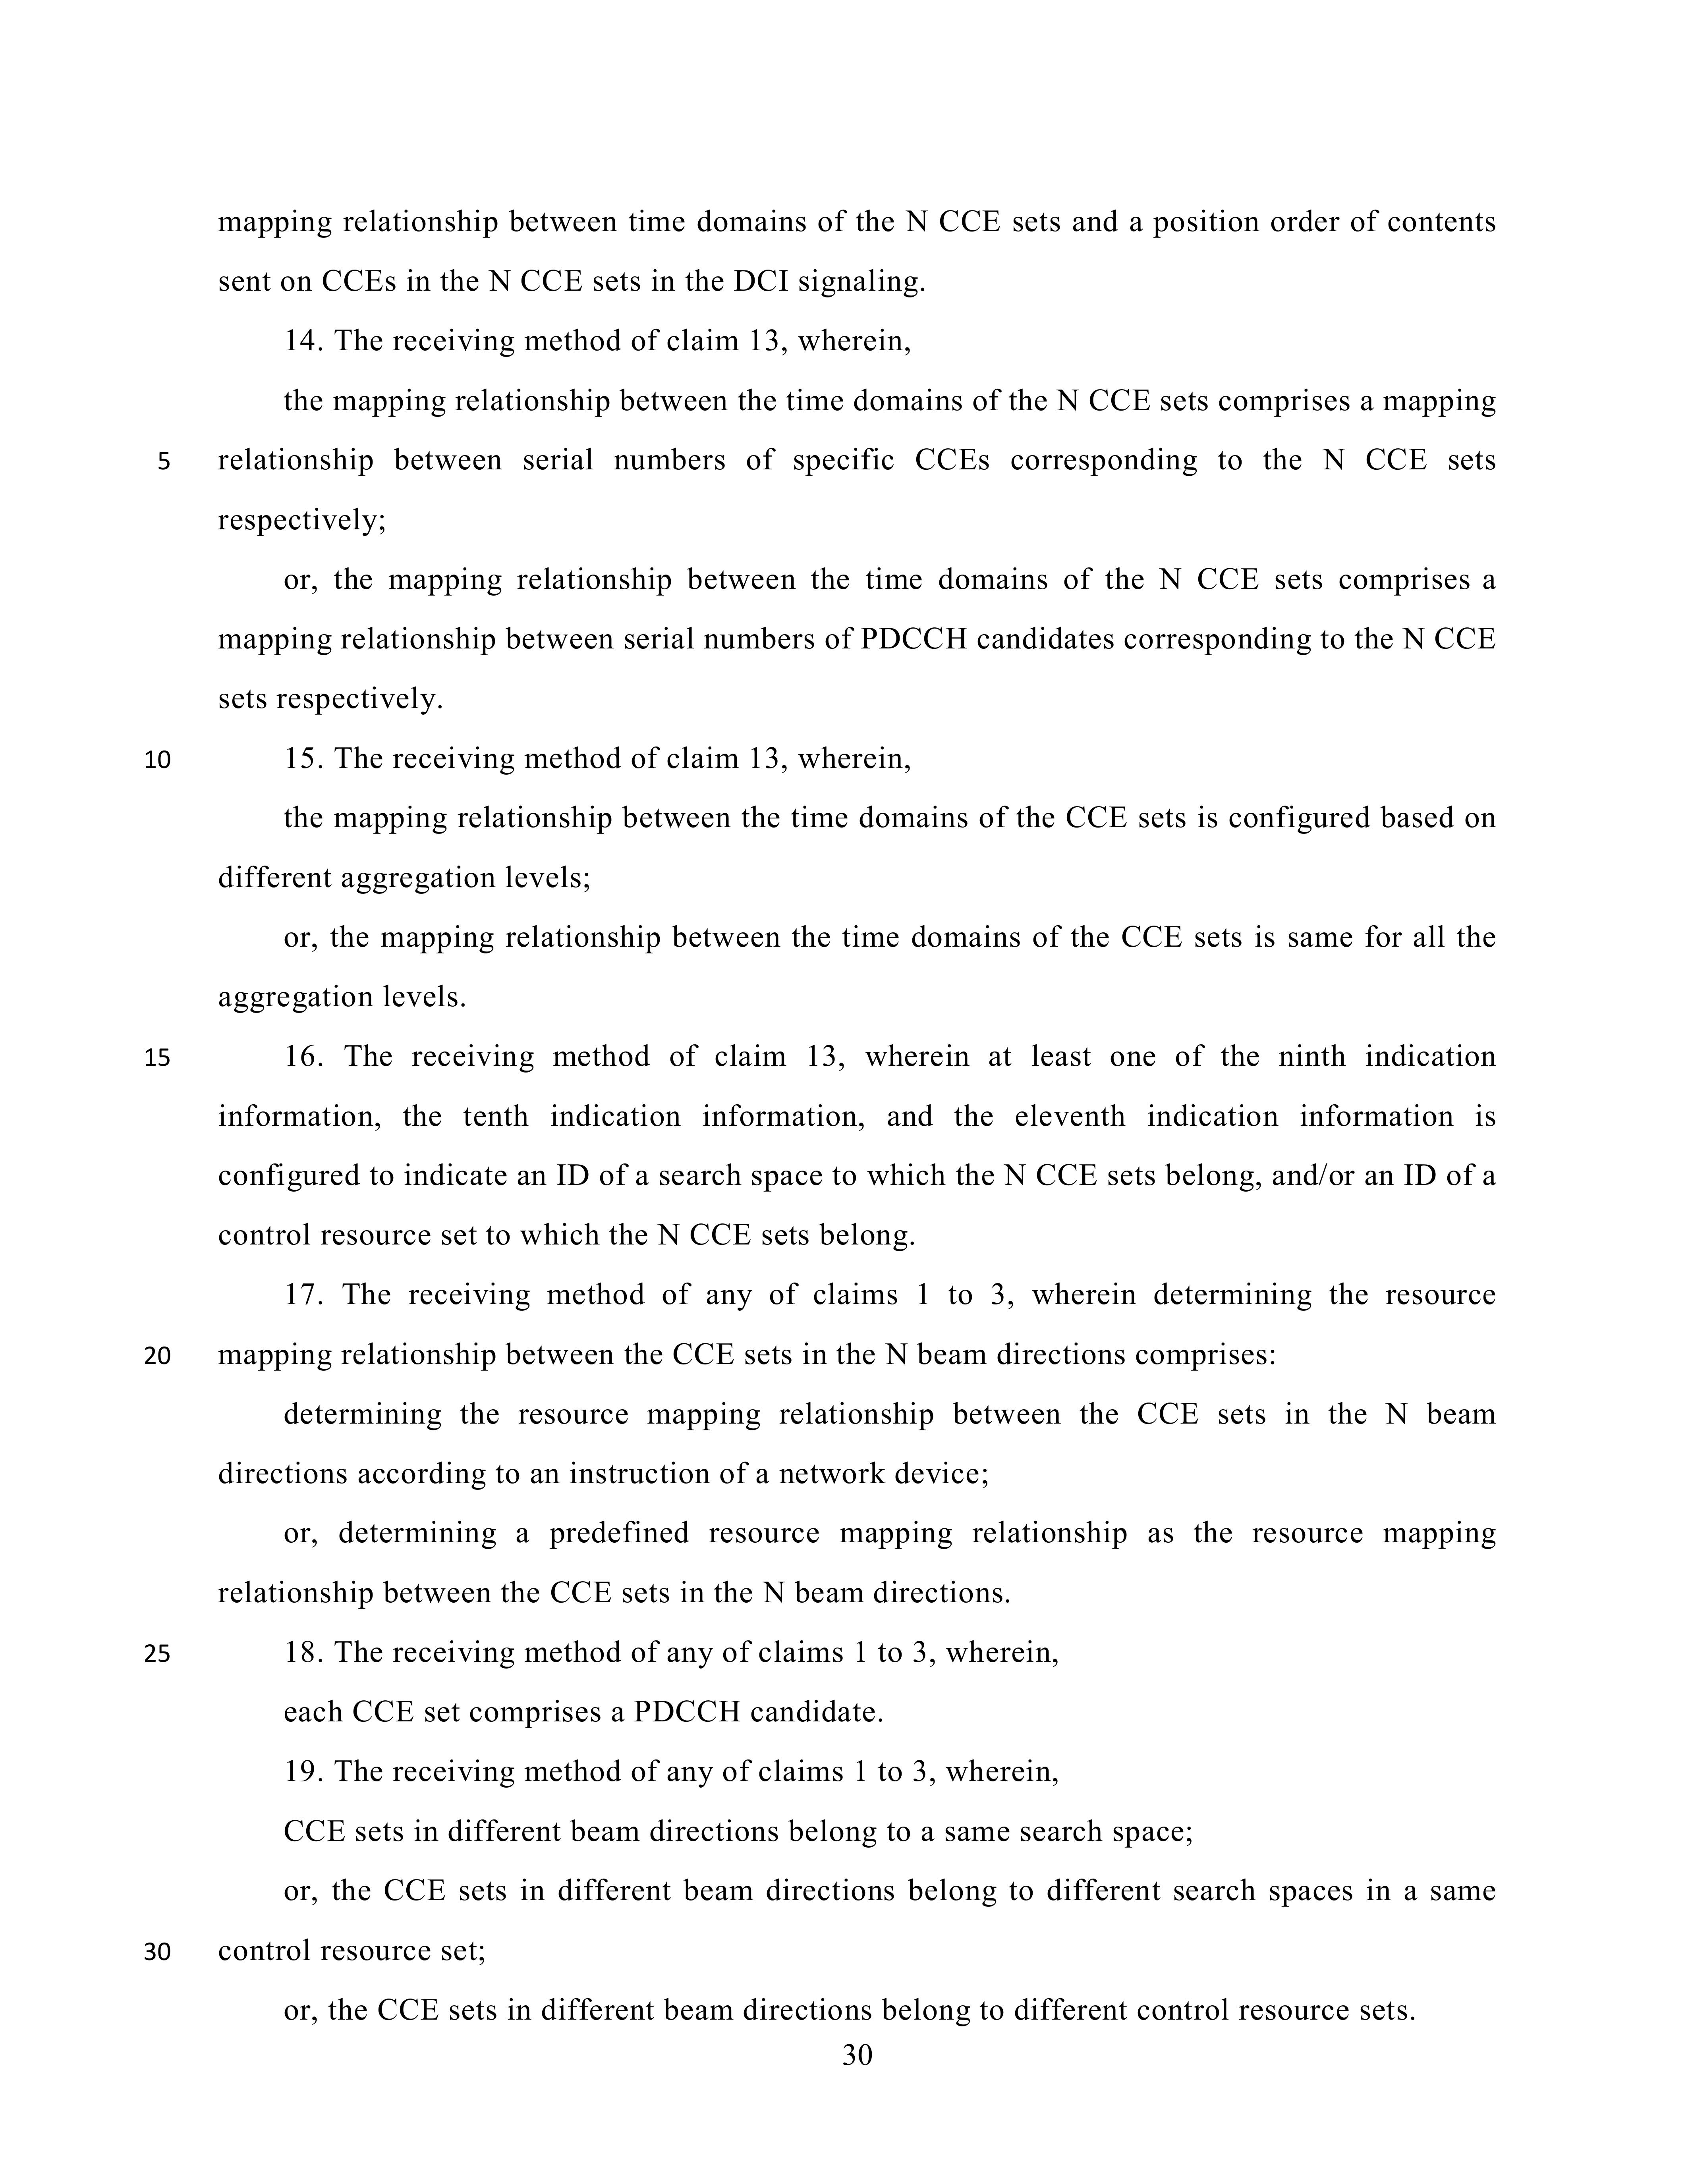 mapping relationship between time domains of the N CCE sets and a position order of contents
sent on CCEs in the N CCE sets in the DCI signaling.
14. The receiving method of claim 13, wherein,
the mapping relationship between the time domains of the N CCE sets comprises a mapping
5 relationship between serial numbers of specific CCEs corresponding to the N CCE sets
respectively;
or, the mapping relationship between the time domains of the N CCE sets comprises a
mapping relationship between serial numbers of PDCCH candidates corresponding to the N CCE
sets respectively.
10 15. The receiving method of claim 13, wherein,
the mapping relationship between the time domains of the CCE sets is configured based on
different aggregation levels;
or, the mapping relationship between the time domains of the CCE sets is same for all the
aggregation levels.
15 16. The receiving method of claim 13, wherein at least one of the ninth indication
information, the tenth indication information, and the eleventh indication information is
configured to indicate an ID of a search space to which the N CCE sets belong, and/or an ID of a
control resource set to which the N CCE sets belong.
17. The receiving method of any of claims 1 to 3, wherein determining the resource
20 mapping relationship between the CCE sets in the N beam directions comprises:
determining the resource mapping relationship between the CCE sets in the N beam
directions according to an instruction of a network device;
or, determining a predefined resource mapping relationship as the resource mapping
relationship between the CCE sets in the N beam directions.
25 18. The receiving method of any of claims 1 to 3, wherein,
each CCE set comprises a PDCCH candidate.
19. The receiving method of any of claims 1 to 3, wherein,
CCE sets in different beam directions belong to a same search space;
or, the CCE sets in different beam directions belong to different search spaces in a same
30 control resource set;
or, the CCE sets in different beam directions belong to different control resource sets.
30